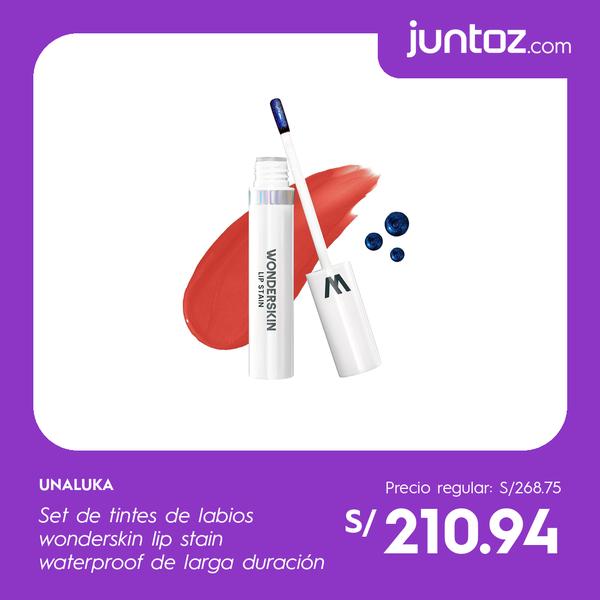 juntoz.com
WONDERSKIN
LIP STAIN
W
UNALUKA
Set de tintes de labios
wonderskin lip stain
waterproof de larga duración
Precio regular: S/268.75
S/210.94